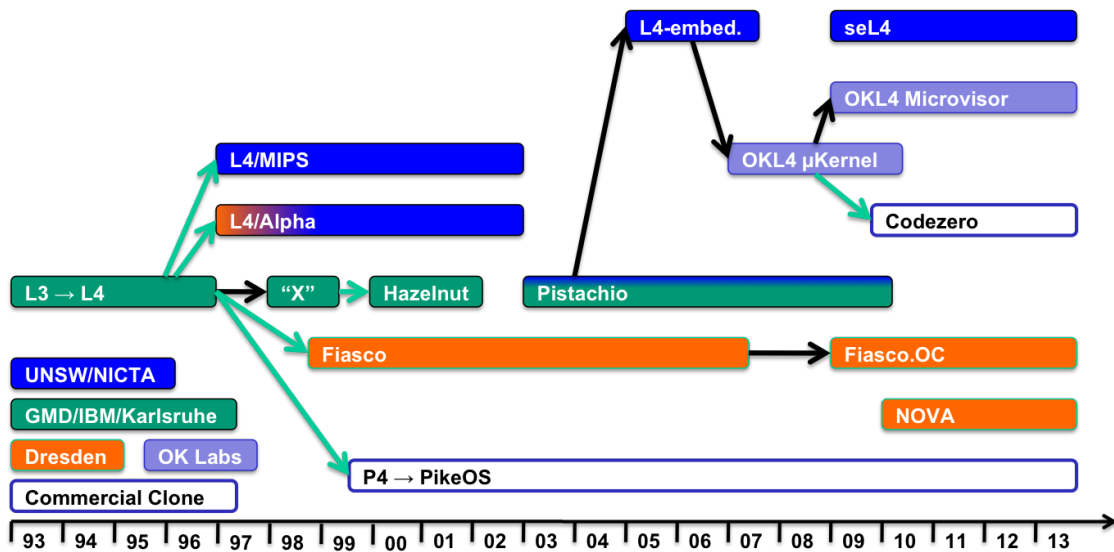 L4-embed.
seL4
OKL4 Microvisor
L4/MIPS
OKL4 μKernel
L4/Alpha
Codezero
L3 → L4
“X”
Hazelnut
Pistachio
Fiasco
Fiasco.OC
UNSW/NICTA
GMD/IBM/Karlsruhe
NOVA
Dresden
OK Labs
P4 → PikeOS
Commercial Clone
93 94 95 96 97 98 99 00 01 02 03 04 05 06 07 08 09 10 11 12 13